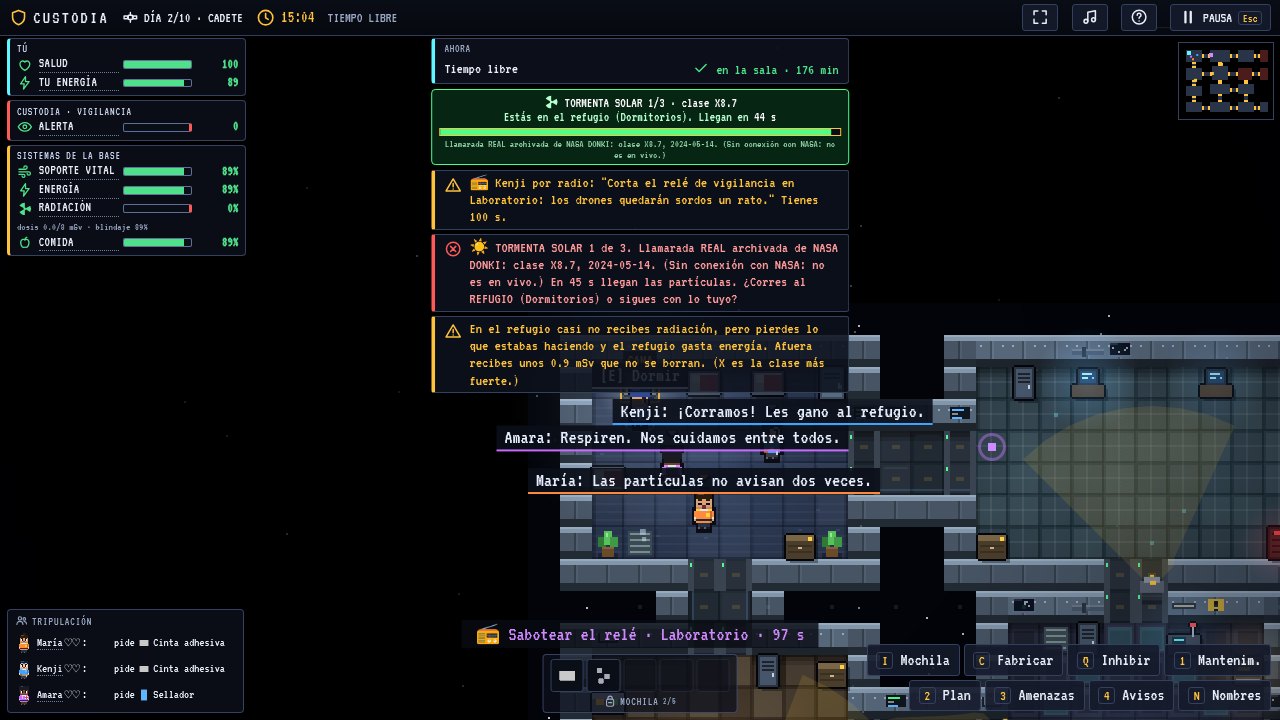 CUSTODIA
DÍA 2/10 · CADETE
15:04
TIEMPO LIBRE
PAUSA Esc
TÚ
SALUD 100
TU ENERGÍA 89
CUSTODIA · VIGILANCIA
ALERTA 0
SISTEMAS DE LA BASE
SOPORTE VITAL 89%
ENERGÍA 89%
RADIACIÓN 0%
dosis 0.0/8 mSv · blindaje 89%
COMIDA 89%
AHORA
Tiempo libre
en la sala · 176 min
TORMENTA SOLAR 1/3 · clase X8.7
Estás en el refugio (Dormitorios). Llegan en 44 s
Llamarada REAL archivada de NASA DONKI: clase X8.7, 2024-05-14. (Sin conexión con NASA: no
es en vivo.)
Kenji por radio: "Corta el relé de vigilancia en
Laboratorio: los drones quedarán sordos un rato." Tienes
100 s.
TORMENTA SOLAR 1 de 3. Llamarada REAL archivada de NASA
DONKI: clase X8.7, 2024-05-14. (Sin conexión con NASA: no
es en vivo.) En 45 s llegan las partículas. ¿Corres al
REFUGIO (Dormitorios) o sigues con lo tuyo?
En el refugio casi no recibes radiación, pero pierdes lo
que estabas haciendo y el refugio gasta energía. Afuera
recibes unos 0.9 mSv que no se borran. (X es la clase más
fuerte.)
[E] Dormir
Kenji: ¡Corramos! Les gano al refugio.
Amara: Respiren. Nos cuidamos entre todos.
María: Las partículas no avisan dos veces.
Sabotear el relé · Laboratorio · 97 s
TRIPULACIÓN
María♡♡: pide Cinta adhesiva
Kenji♡♡: pide Cinta adhesiva
Amara♡♡: pide Sellador
MOCHILA 2/5
I Mochila
C Fabricar
Q Inhibir
1 Mantenim.
2 Plan
3 Amenazas
4 Avisos
N Nombres